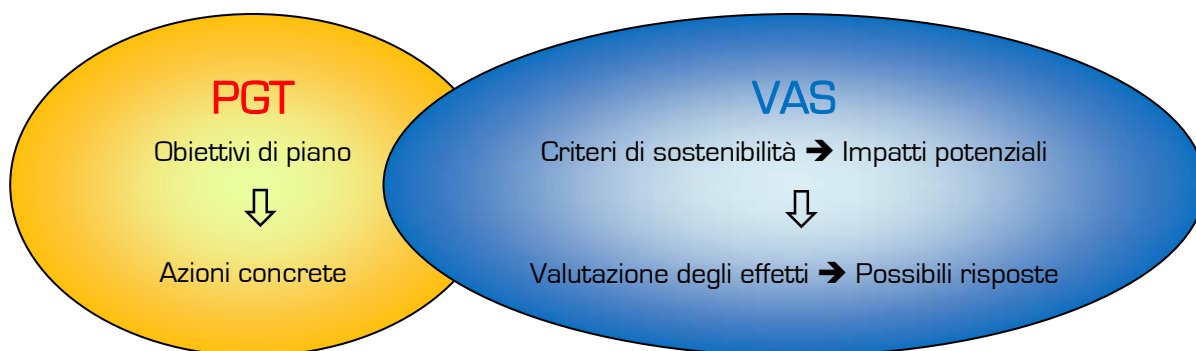 PGT
Obiettivi di piano
⇩
Azioni concrete
VAS
Criteri di sostenibilità ➔ Impatti potenziali
⇩
Valutazione degli effetti ➔ Possibili risposte